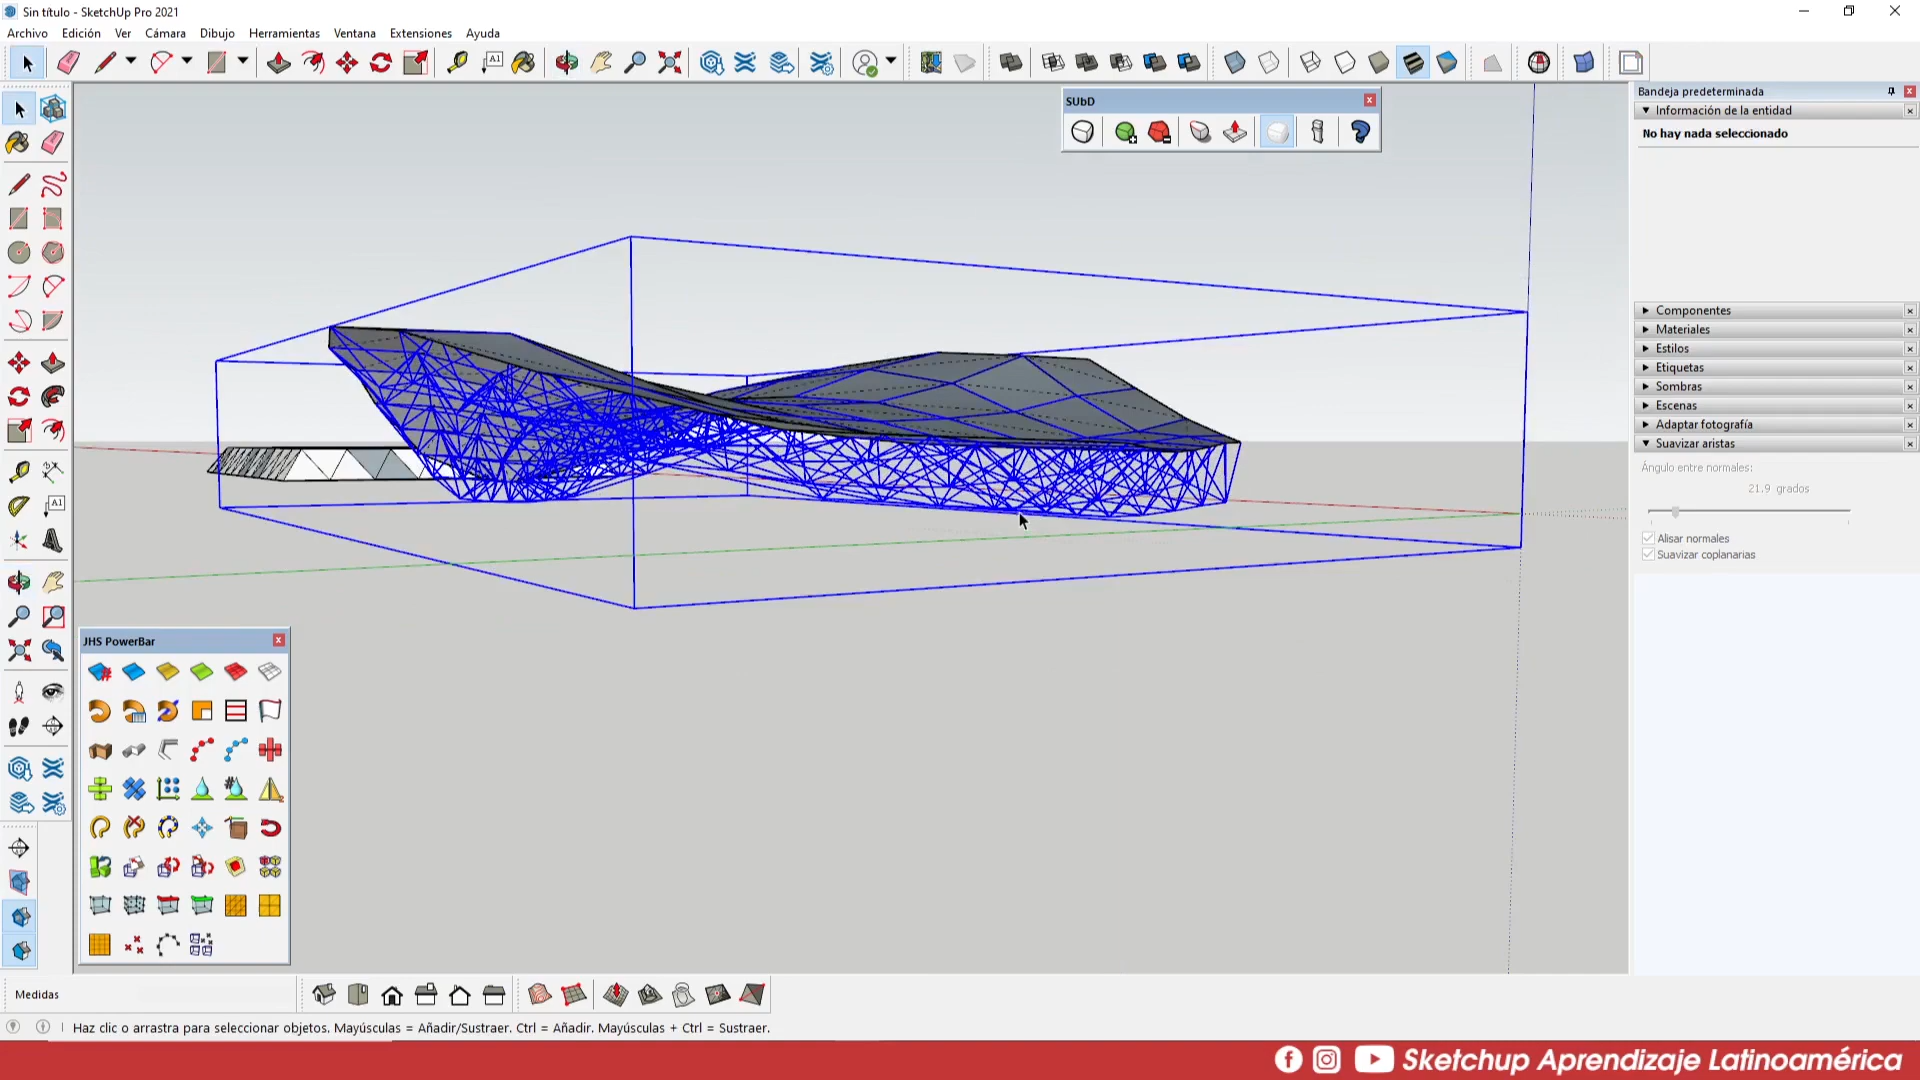 Sin título - SketchUp Pro 2021
Archivo Edición Ver Cámara Dibujo Herramientas Ventana Extensiones Ayuda
A1
SUbD
Bandeja predeterminada
Información de la entidad
No hay nada seleccionado
Componentes
Materiales
Estilos
Etiquetas
Sombras
Escenas
Adaptar fotografía
Suavizar aristas
Ángulo entre normales:
21.9 grados
Alisar normales
Suavizar coplanarias
A1
JHS PowerBar
Medidas
Haz clic o arrastra para seleccionar objetos. Mayúsculas = Añadir/Sustraer. Ctrl = Añadir. Mayúsculas + Ctrl = Sustraer.
Sketchup Aprendizaje Latinoamérica